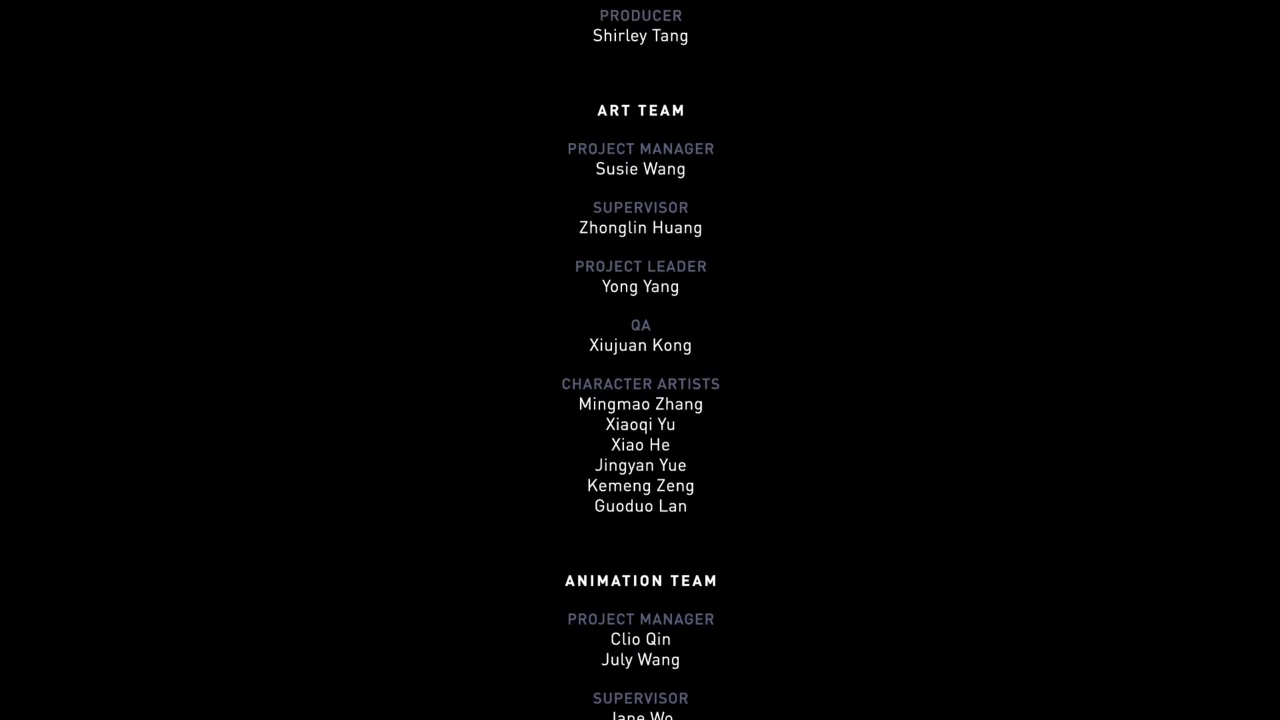 PRODUCER
Shirley Tang
ART TEAM
PROJECT MANAGER
Susie Wang
SUPERVISOR
Zhonglin Huang
PROJECT LEADER
Yong Yang
QA
Xiujuan Kong
CHARACTER ARTISTS
Mingmao Zhang
Xiaoqi Yu
Xiao He
Jingyan Yue
Kemeng Zeng
Guoduo Lan
ANIMATION TEAM
PROJECT MANAGER
Clio Qin
July Wang
SUPERVISOR
Jane Wo